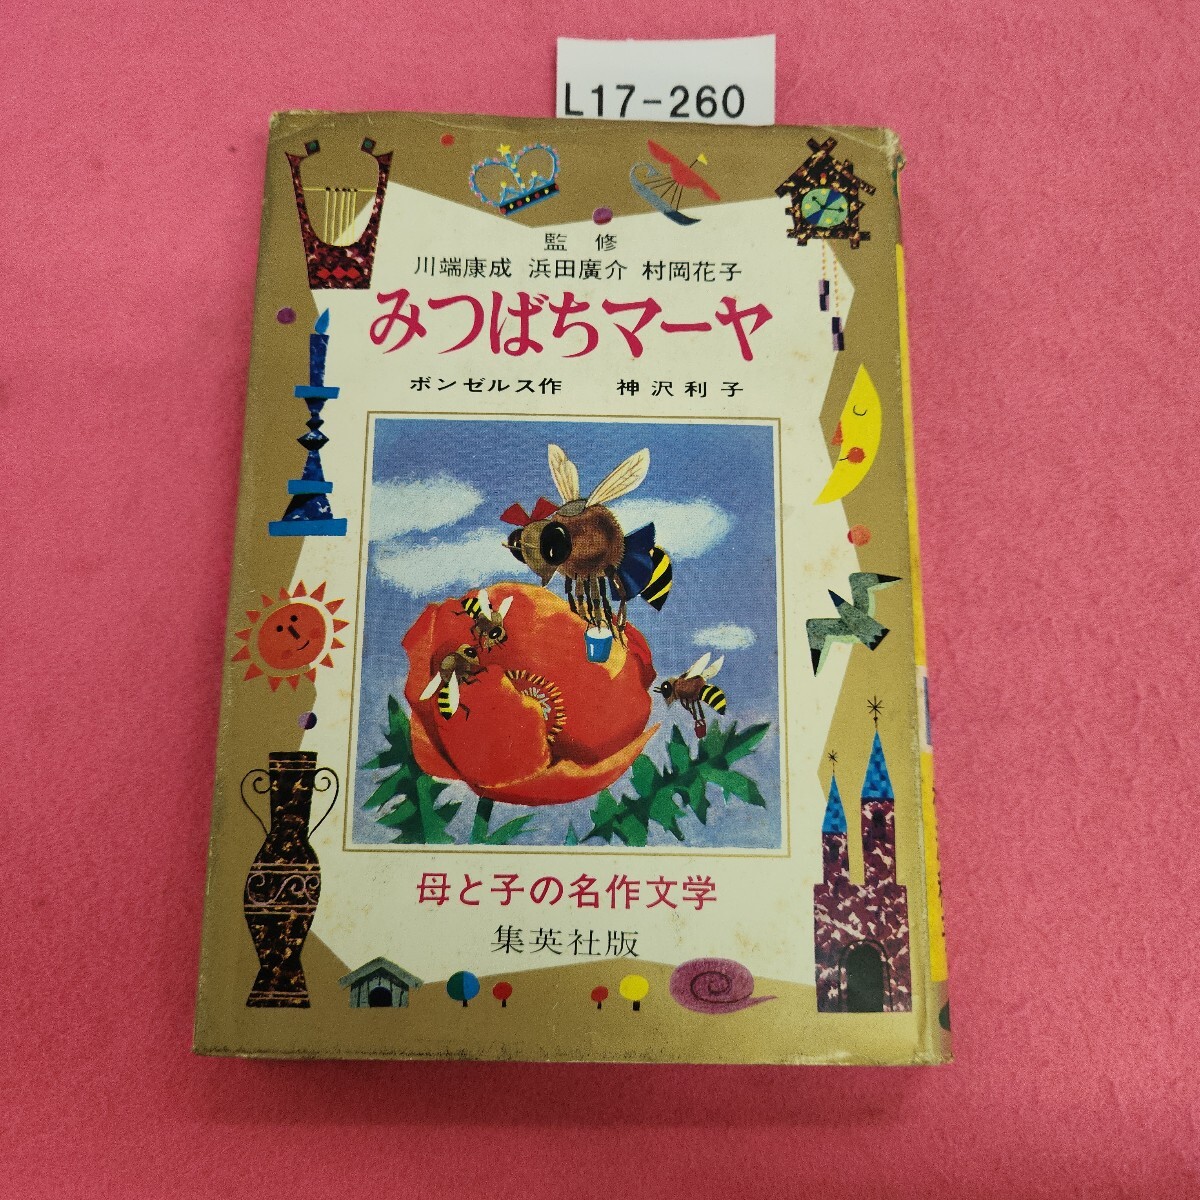 L17-260
監修
川端康成 浜田廣介 村岡花子
みつばちマーヤ
ボンゼルス作 神沢利子
母と子の名作文学
集英社版